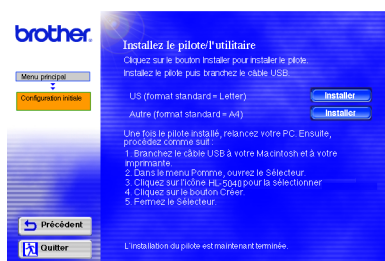 brother.
Menu principal
Configuration initiale
Installez le pilote/l'utilitaire
Cliquez sur le bouton Installer pour installer le pilote.
Installez le pilote puis branchez le câble USB.
US (format standard = Letter)
Installer
Autre (format standard = A4)
Installer
Une fois le pilote installé, relancez votre PC. Ensuite,
procédez comme suit :
1. Branchez le câble USB à votre Macintosh et à votre
imprimante.
2. Dans le menu Pomme, ouvrez le Sélecteur.
3. Cliquez sur l'icône HL-5040 pour la sélectionner
4. Cliquez sur le bouton Créer.
5. Fermez le Sélecteur.
Précédent
Quitter
L'installation du pilote est maintenant terminée.